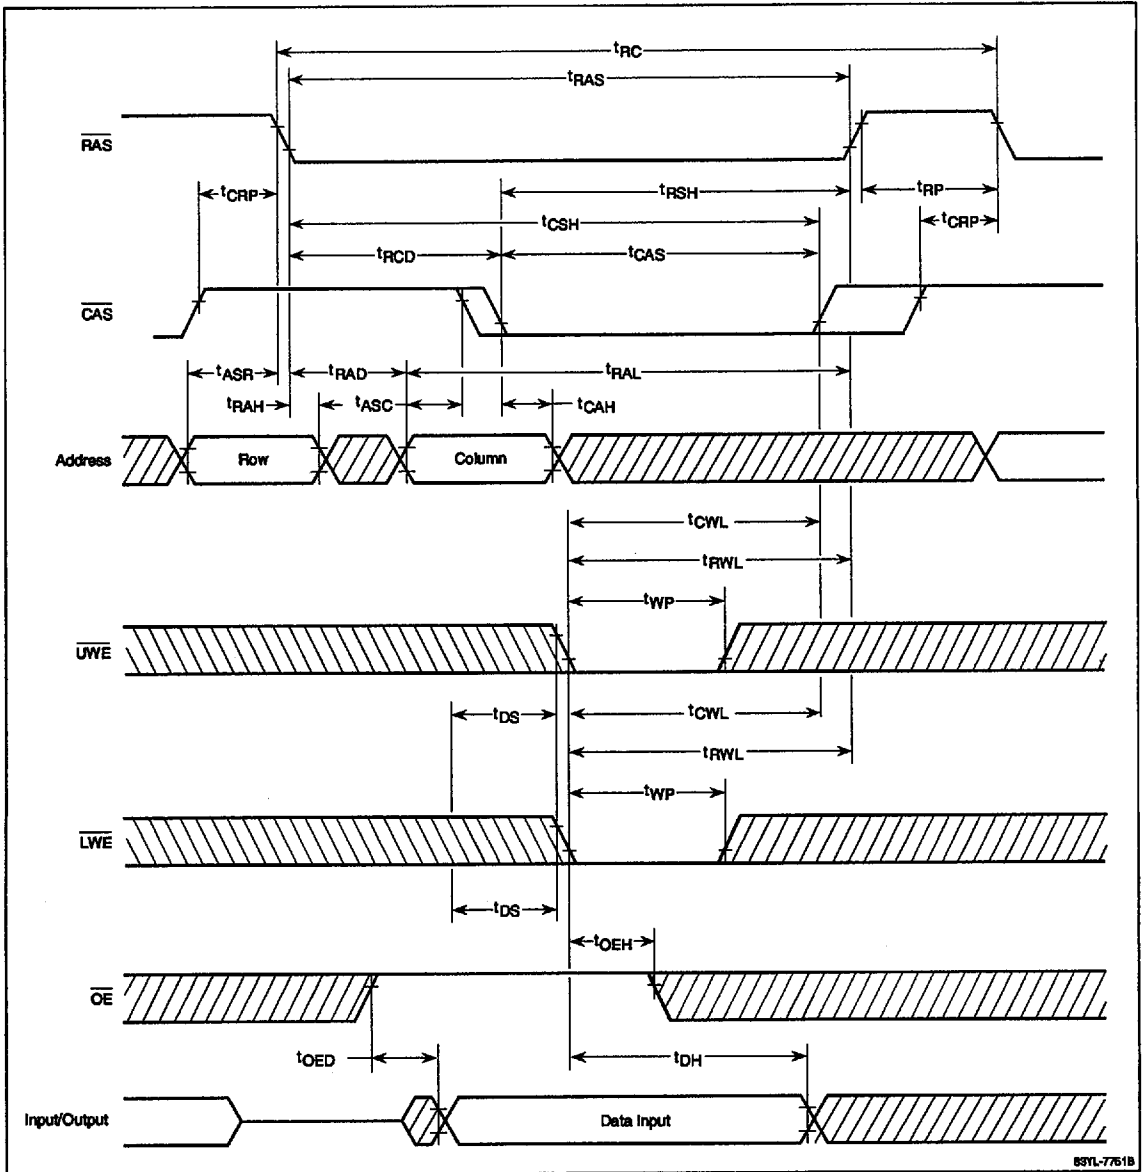 tRC
tRAS
RAS
tCRP
tRSH
tRP
tCSH
tCRP
tRCD
tCAS
CAS
tASR
tRAD
tRAL
tRAH
tASC
tCAH
Address
Row
Column
tCWL
tRWL
tWP
UWE
tDS
tCWL
tRWL
tWP
LWE
tDS
tOEH
OE
tOED
tDH
Input/Output
Data Input
83YL-7751B